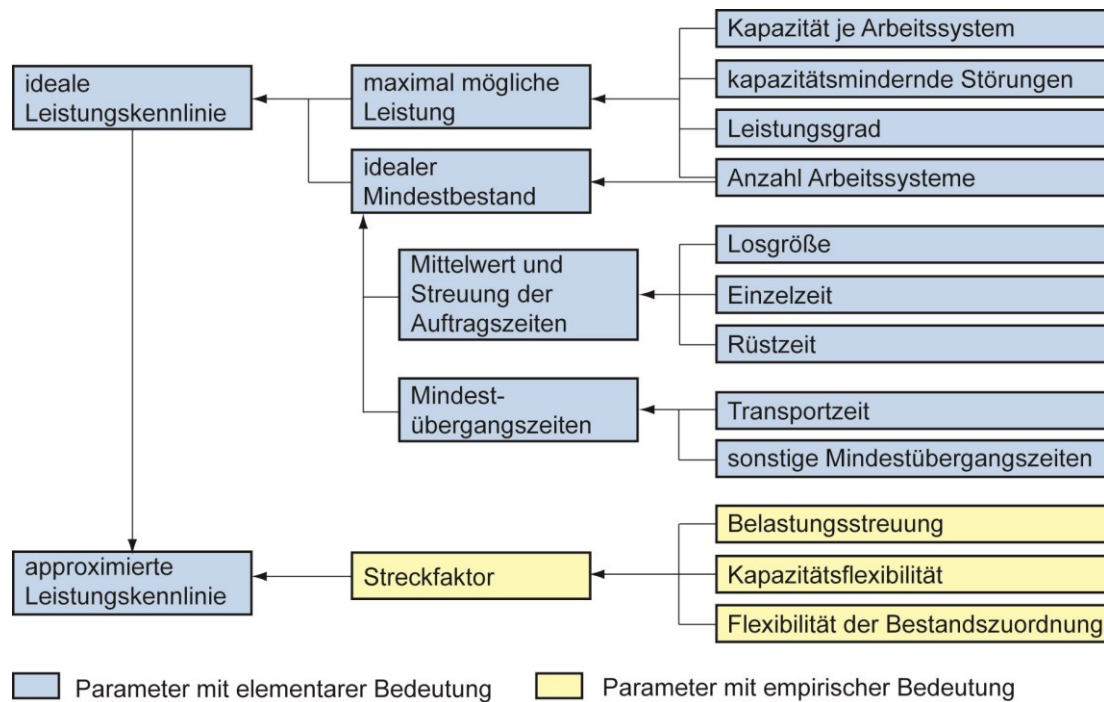 Kapazität je Arbeitssystem
ideale
Leistungskennlinie
maximal mögliche
Leistung
kapazitätsmindernde Störungen
Leistungsgrad
idealer
Mindestbestand
Anzahl Arbeitssysteme
Mittelwert und
Streuung der
Auftragszeiten
Losgröße
Einzelzeit
Rüstzeit
Mindest-
übergangszeiten
Transportzeit
sonstige Mindestübergangszeiten
Belastungsstreuung
approximierte
Leistungskennlinie
Streckfaktor
Kapazitätsflexibilität
Flexibilität der Bestandszuordnung
Parameter mit elementarer Bedeutung
Parameter mit empirischer Bedeutung